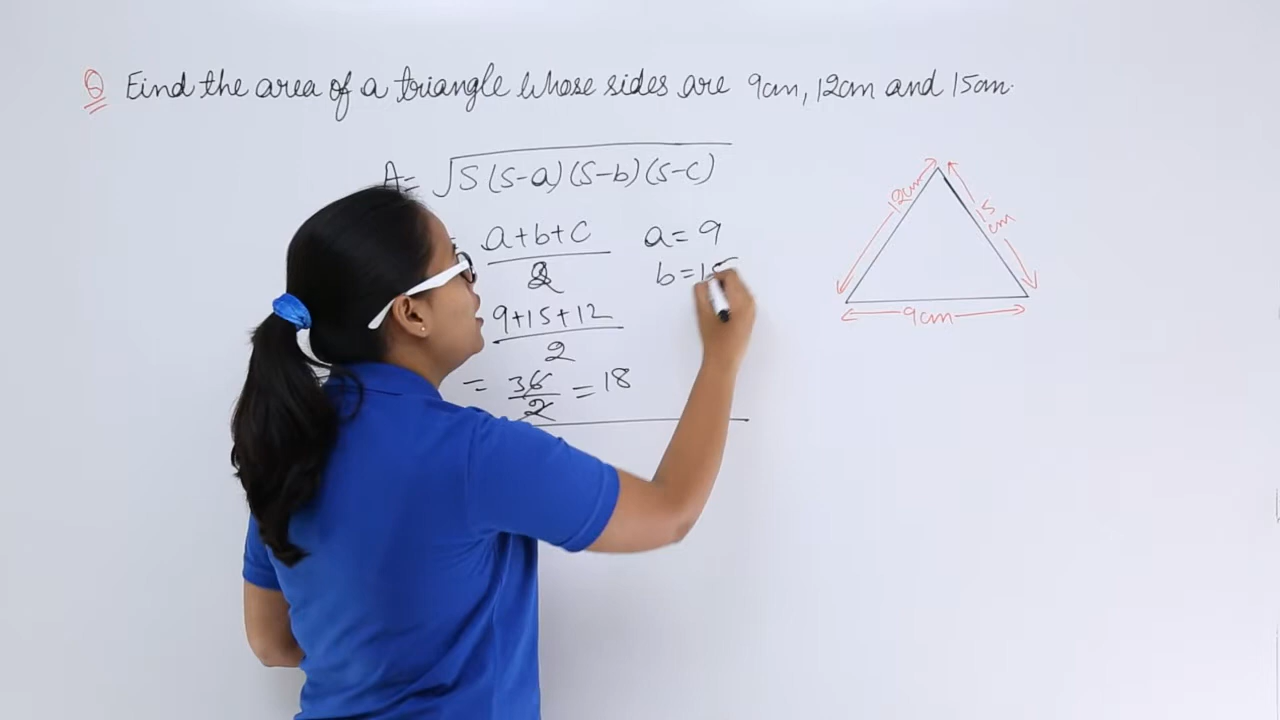 Q Find the area of a triangle whose sides are 9cm, 12cm and 15cm.
A= √S(S-a)(S-b)(S-c)
= a+b+c
2
a= 9
b=15
9+15+12
2
= 36
2
= 18
12cm
15 cm
9cm